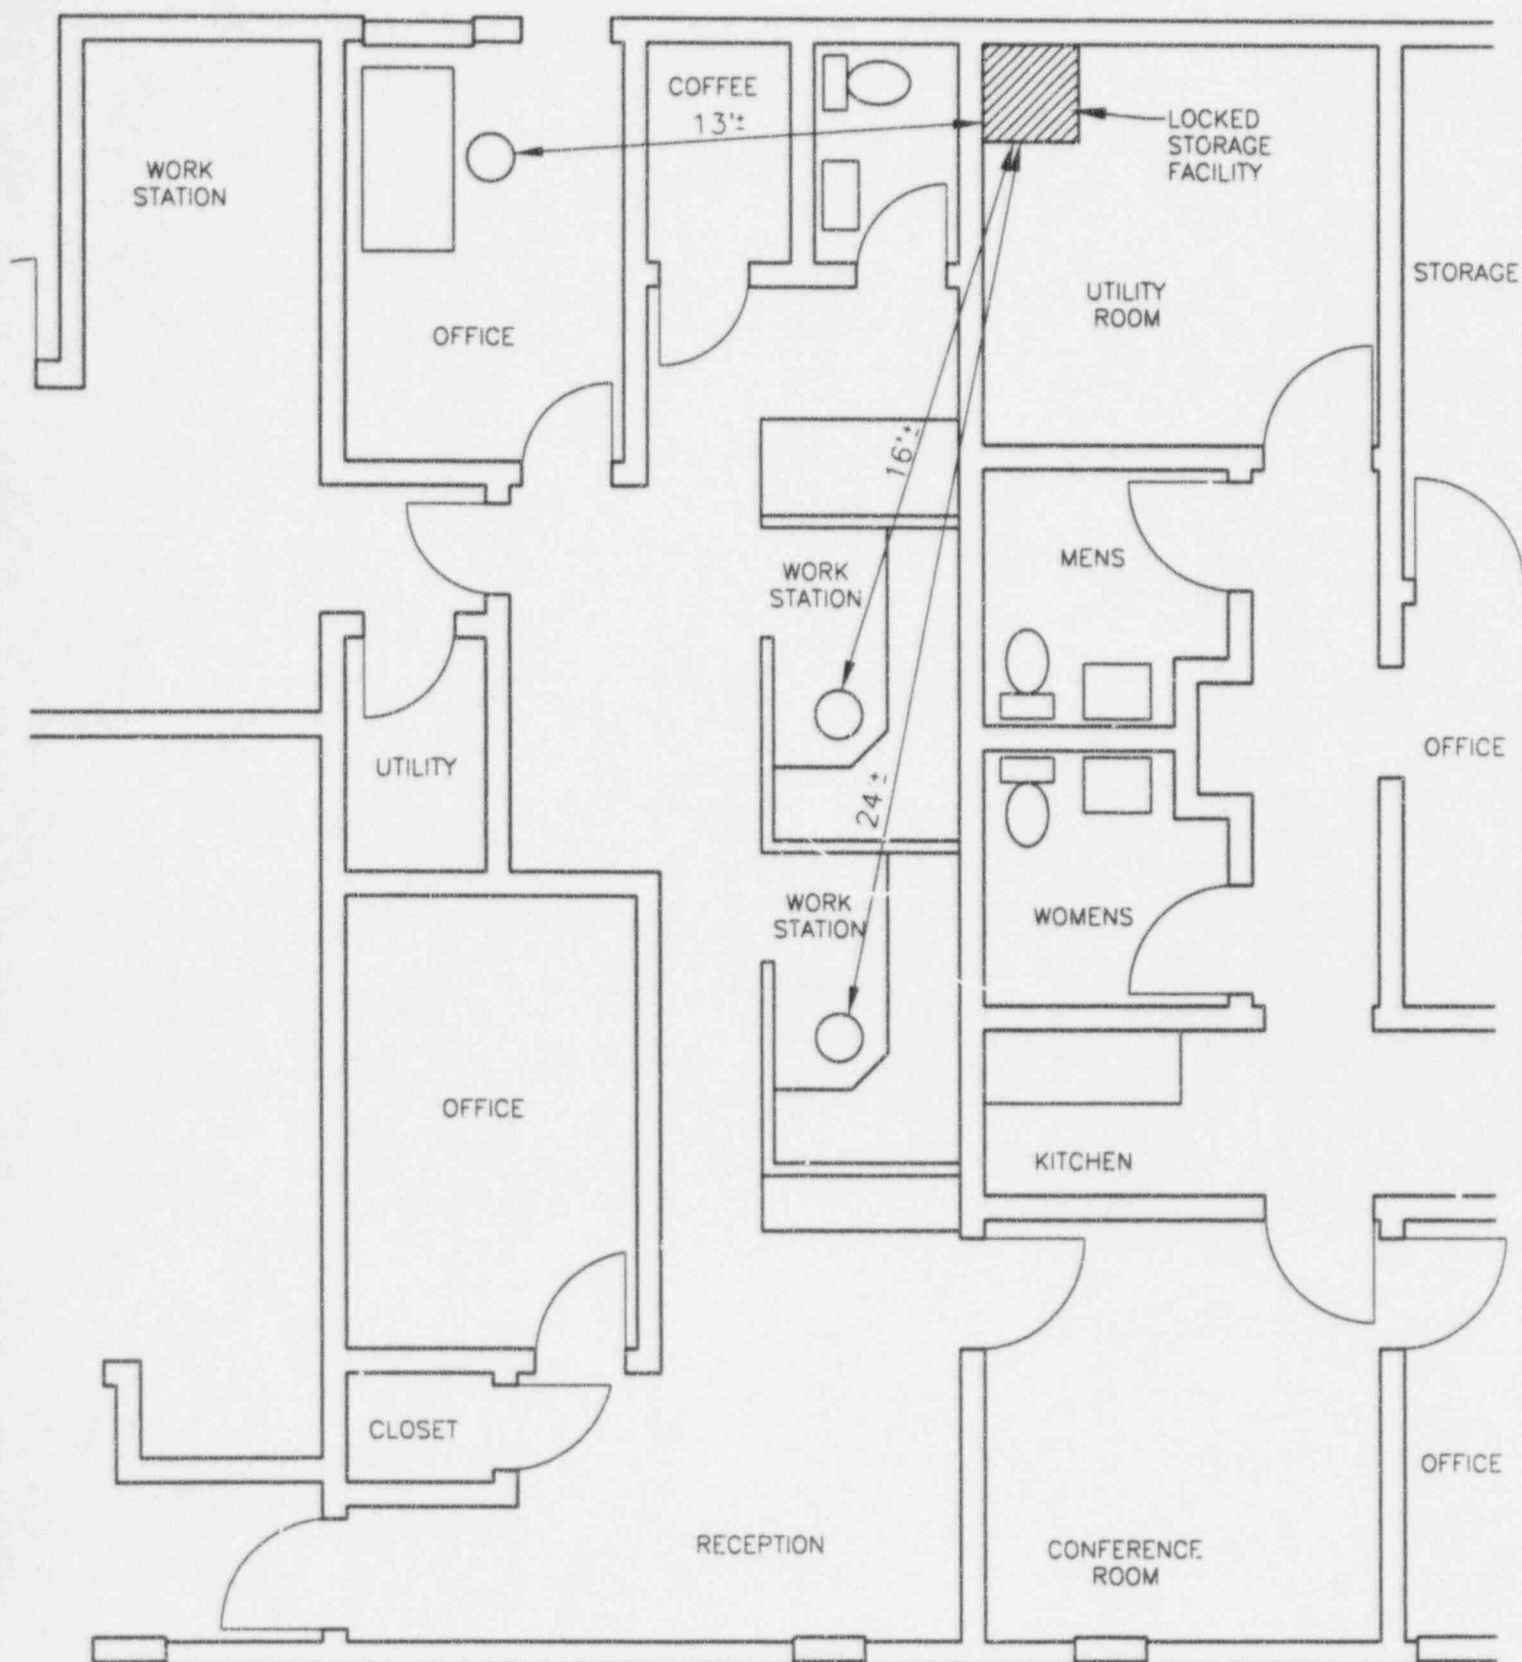 COFFEE
13'±
LOCKED
STORAGE
FACILITY
WORK
STATION
STORAGE
UTILITY
ROOM
OFFICE
16'±
MENS
WORK
STATION
OFFICE
UTILITY
24±
WORK
STATION
WOMENS
OFFICE
KITCHEN
CLOSET
OFFICE
RECEPTION
CONFERENCE
ROOM